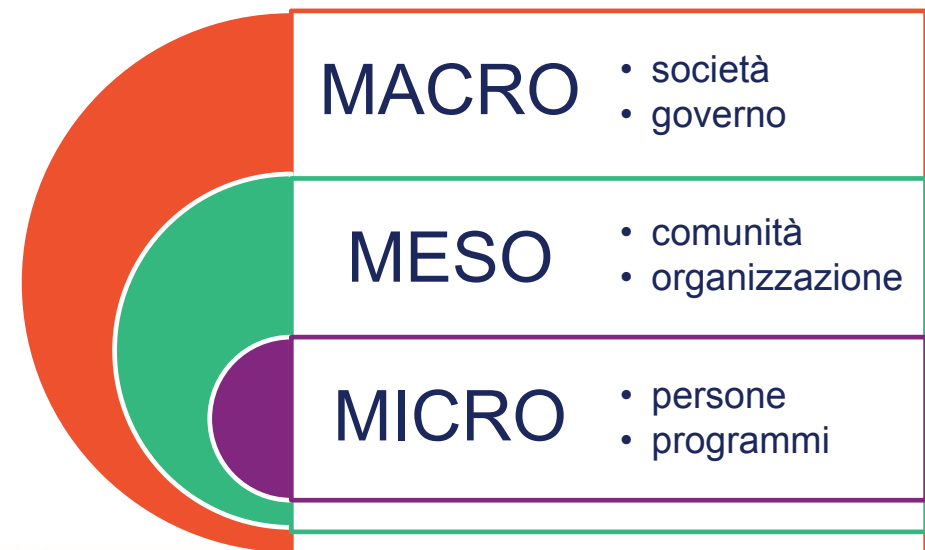 MACRO
• società
• governo
MESO
• comunità
• organizzazione
MICRO
• persone
• programmi